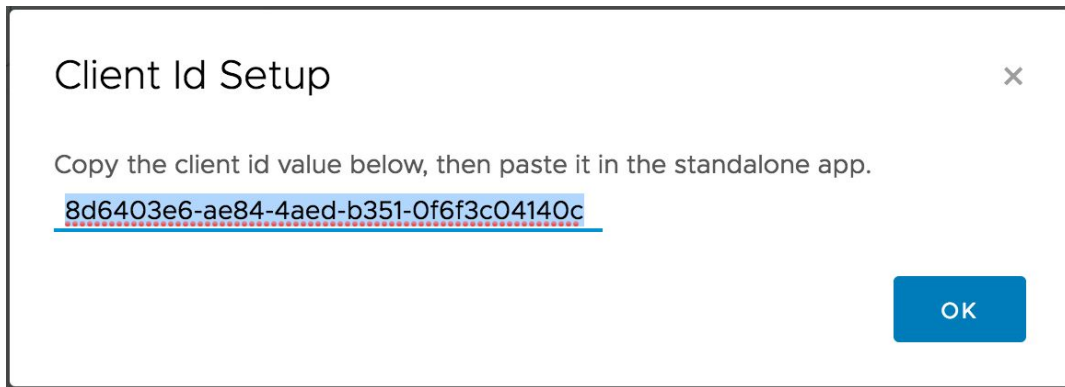 Client Id Setup
Copy the client id value below, then paste it in the standalone app.
8d6403e6-ae84-4aed-b351-0f6f3c04140c
OK